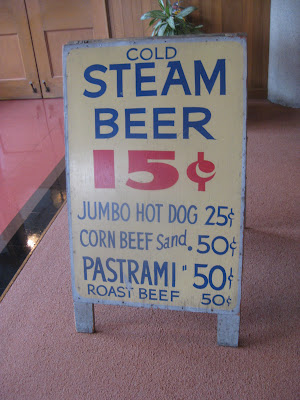 COLD
STEAM
BEER
15¢
JUMBO HOT DOG 25¢
CORN BEEF Sand. 50¢
PASTRAMI " 50¢
ROAST BEEF 50¢